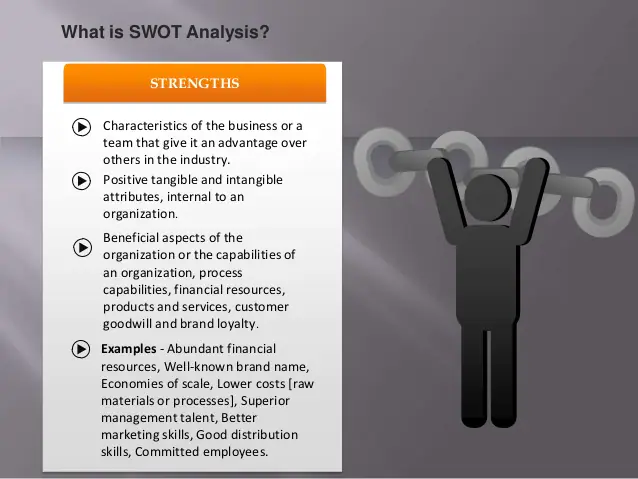 What is SWOT Analysis?
STRENGTHS
Characteristics of the business or a
team that give it an advantage over
others in the industry.
Positive tangible and intangible
attributes, internal to an
organization.
Beneficial aspects of the
organization or the capabilities of
an organization, process
capabilities, financial resources,
products and services, customer
goodwill and brand loyalty.
Examples - Abundant financial
resources, Well-known brand name,
Economies of scale, Lower costs [raw
materials or processes], Superior
management talent, Better
marketing skills, Good distribution
skills, Committed employees.